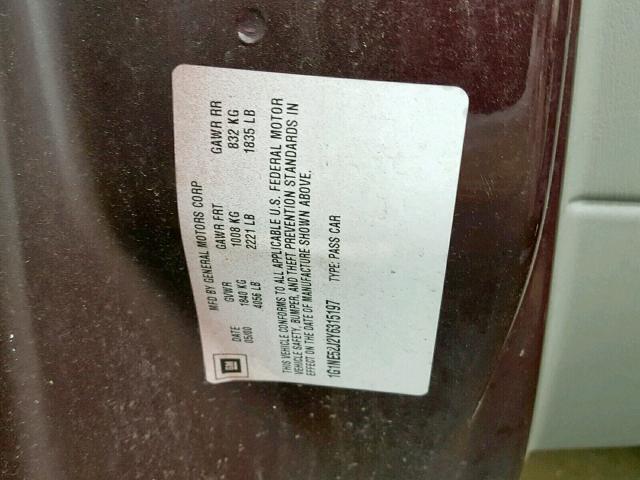 GM
MFD BY GENERAL MOTORS CORP
DATE GVWR GAWR FRT GAWR RR
05/00 1840 KG 1008 KG 832 KG
4056 LB 2221 LB 1835 LB
THIS VEHICLE CONFORMS TO ALL APPLICABLE U.S. FEDERAL MOTOR
VEHICLE SAFETY, BUMPER, AND THEFT PREVENTION STANDARDS IN
EFFECT ON THE DATE OF MANUFACTURE SHOWN ABOVE.
1G1NE52J2Y6315197 TYPE: PASS CAR